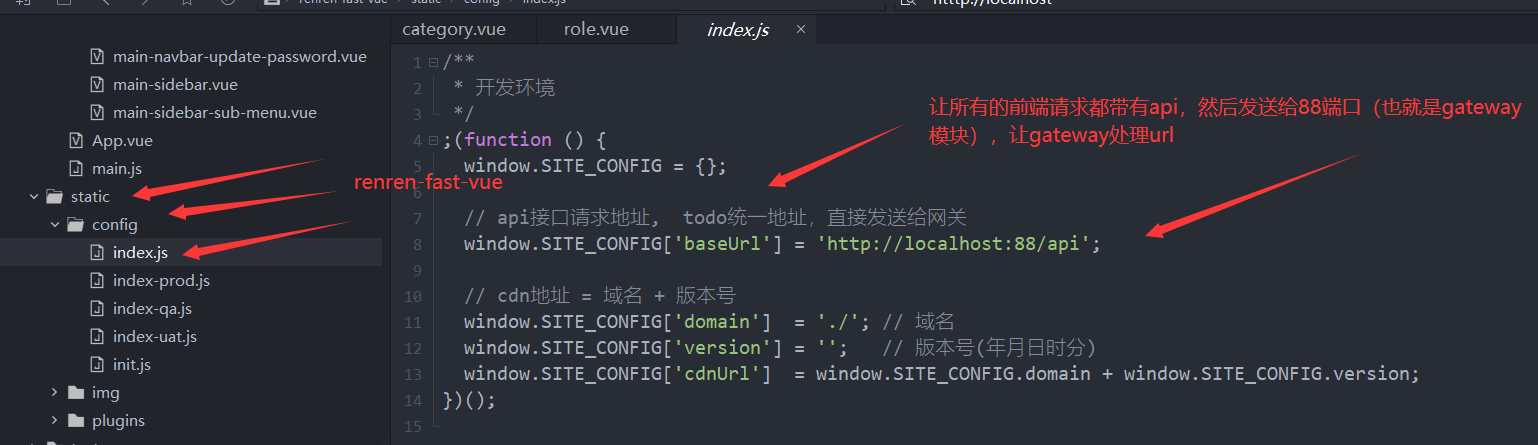 renren-fast-vue > static > config > index.js
http://localhost
category.vue
role.vue
index.js ×
main-navbar-update-password.vue
main-sidebar.vue
main-sidebar-sub-menu.vue
App.vue
main.js
static
config
index.js
index-prod.js
index-qa.js
index-uat.js
init.js
img
plugins
renren-fast-vue
1 /**
2 * 开发环境
3 */
4 ;(function () {
5 window.SITE_CONFIG = {};
6
7 // api接口请求地址, todo统一地址，直接发送给网关
8 window.SITE_CONFIG['baseUrl'] = 'http://localhost:88/api';
9
10 // cdn地址 = 域名 + 版本号
11 window.SITE_CONFIG['domain'] = './'; // 域名
12 window.SITE_CONFIG['version'] = ''; // 版本号(年月日时分)
13 window.SITE_CONFIG['cdnUrl'] = window.SITE_CONFIG.domain + window.SITE_CONFIG.version;
14 })();
15
让所有的前端请求都带有api，然后发送给88端口（也就是gateway
模块），让gateway处理url